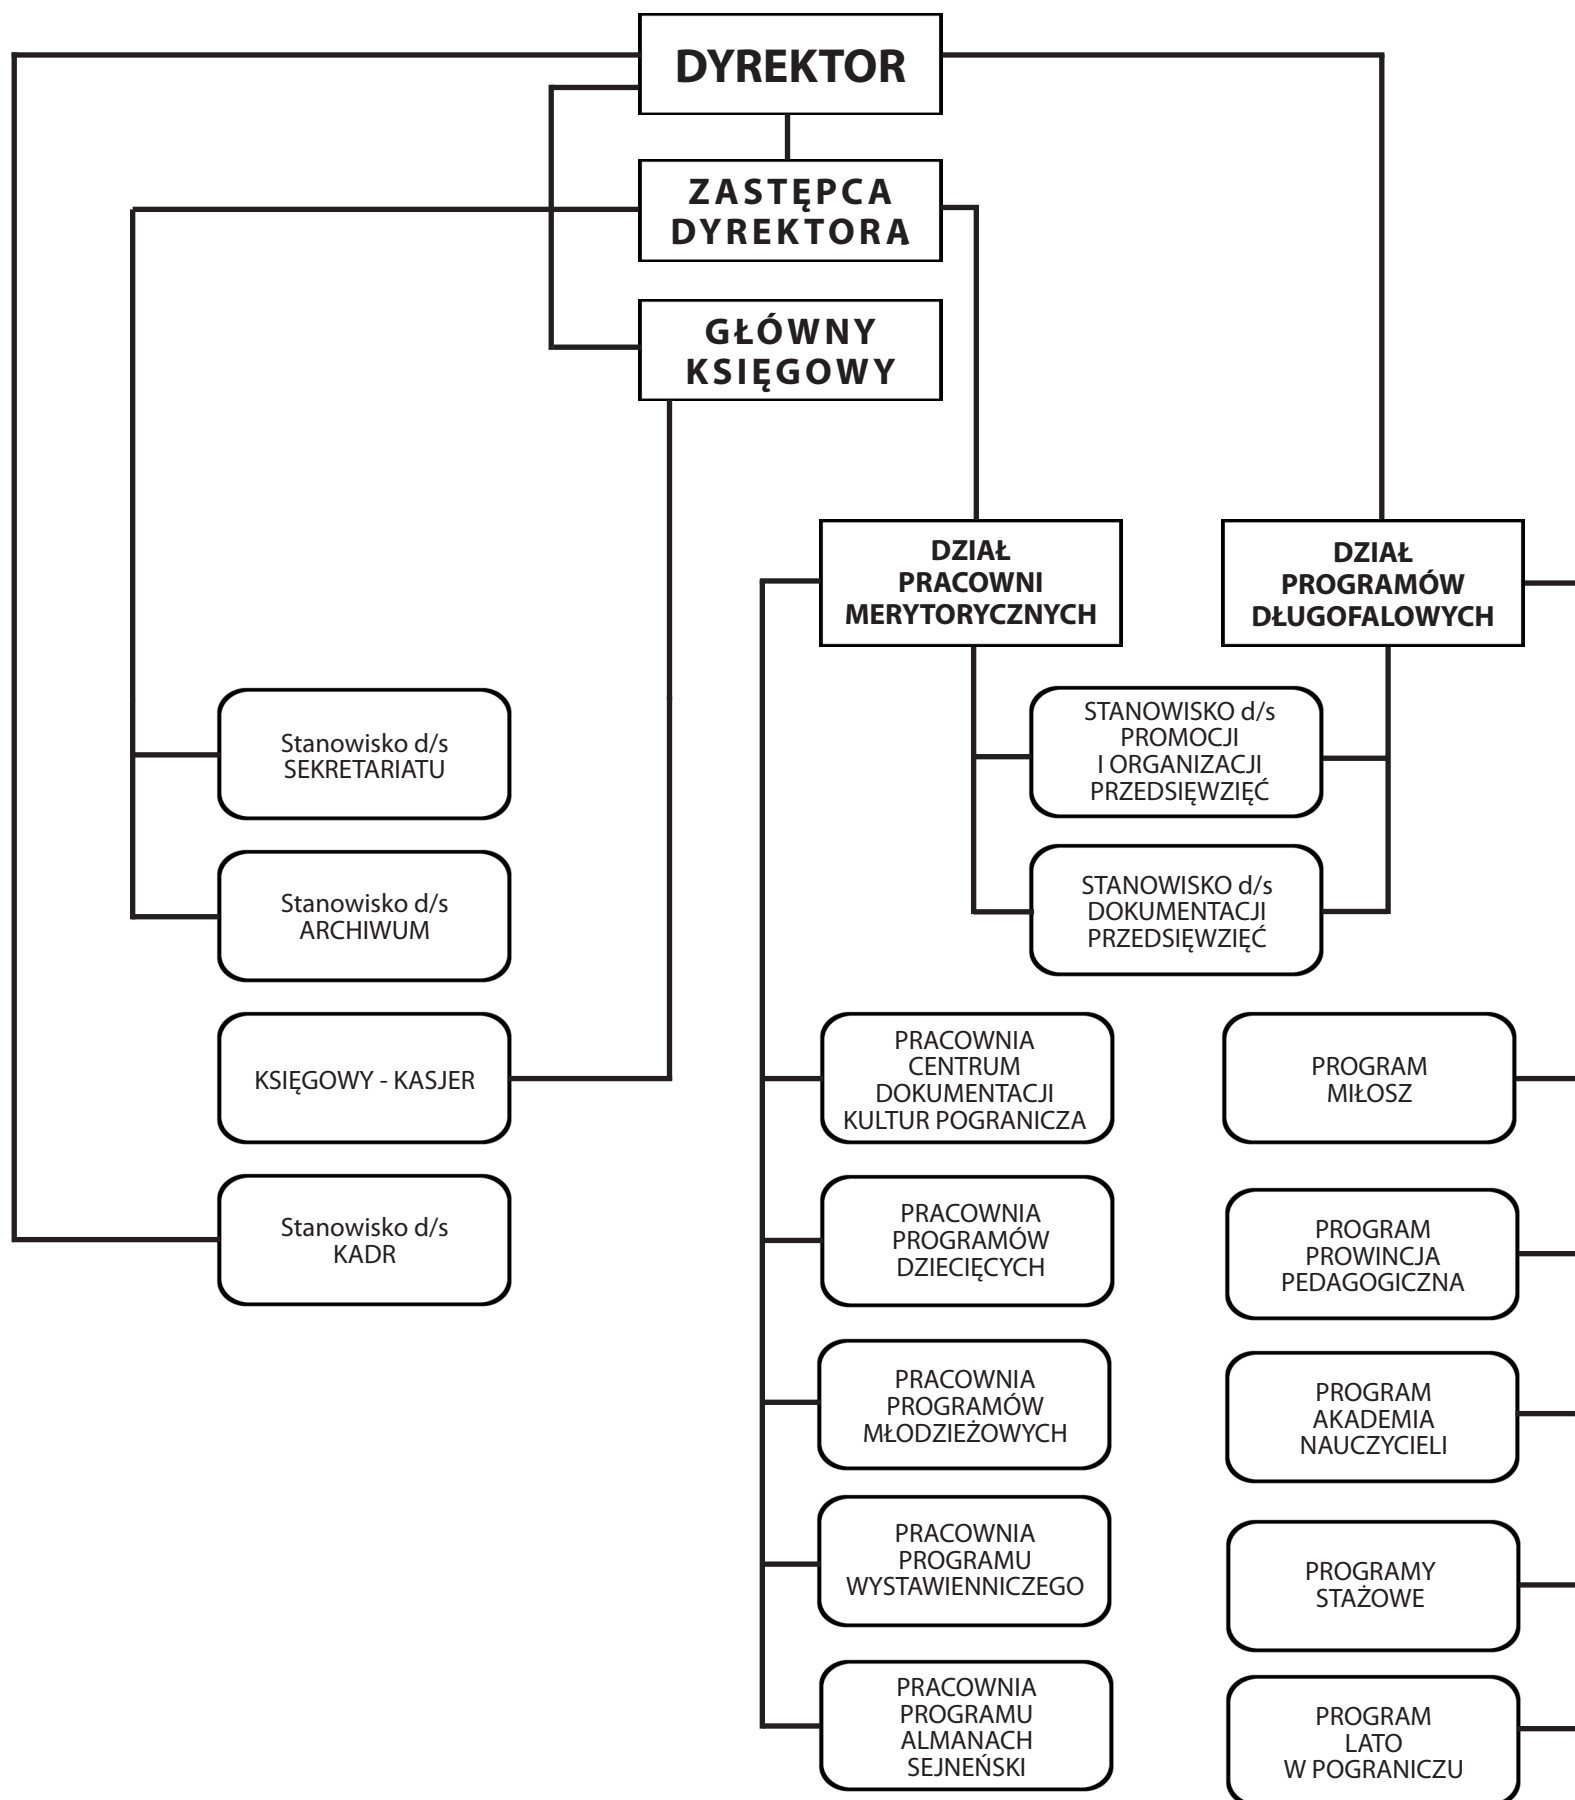 DYREKTOR
ZASTĘPCA
DYREKTORA
GŁÓWNY
KSIĘGOWY
DZIAŁ
PRACOWNI
MERYTORYCZNYCH
DZIAŁ
PROGRAMÓW
DŁUGOFALOWYCH
Stanowisko d/s
SEKRETARIATU
Stanowisko d/s
ARCHIWUM
KSIĘGOWY - KASJER
Stanowisko d/s
KADR
STANOWISKO d/s
PROMOCJI
I ORGANIZACJI
PRZEDSIĘWZIĘĆ
STANOWISKO d/s
DOKUMENTACJI
PRZEDSIĘWZIĘĆ
PRACOWNIA
CENTRUM
DOKUMENTACJI
KULTUR POGRANICZA
PRACOWNIA
PROGRAMÓW
DZIECIĘCYCH
PRACOWNIA
PROGRAMÓW
MŁODZIEŻOWYCH
PRACOWNIA
PROGRAMU
WYSTAWIENNICZEGO
PRACOWNIA
PROGRAMU
ALMANACH
SEJNEŃSKI
PROGRAM
MIŁOSZ
PROGRAM
PROWINCJA
PEDAGOGICZNA
PROGRAM
AKADEMIA
NAUCZYCIELI
PROGRAMY
STAŻOWE
PROGRAM
LATO
W POGRANICZU